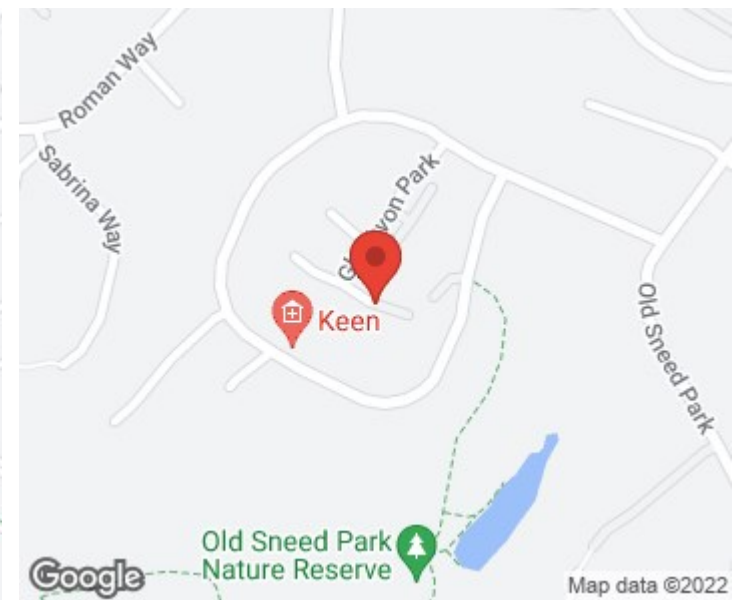 Roman Way
Sabrina Way
Park
Keen
Old Sneed Park
Old Sneed Park
Nature Reserve
Google
Map data ©2022